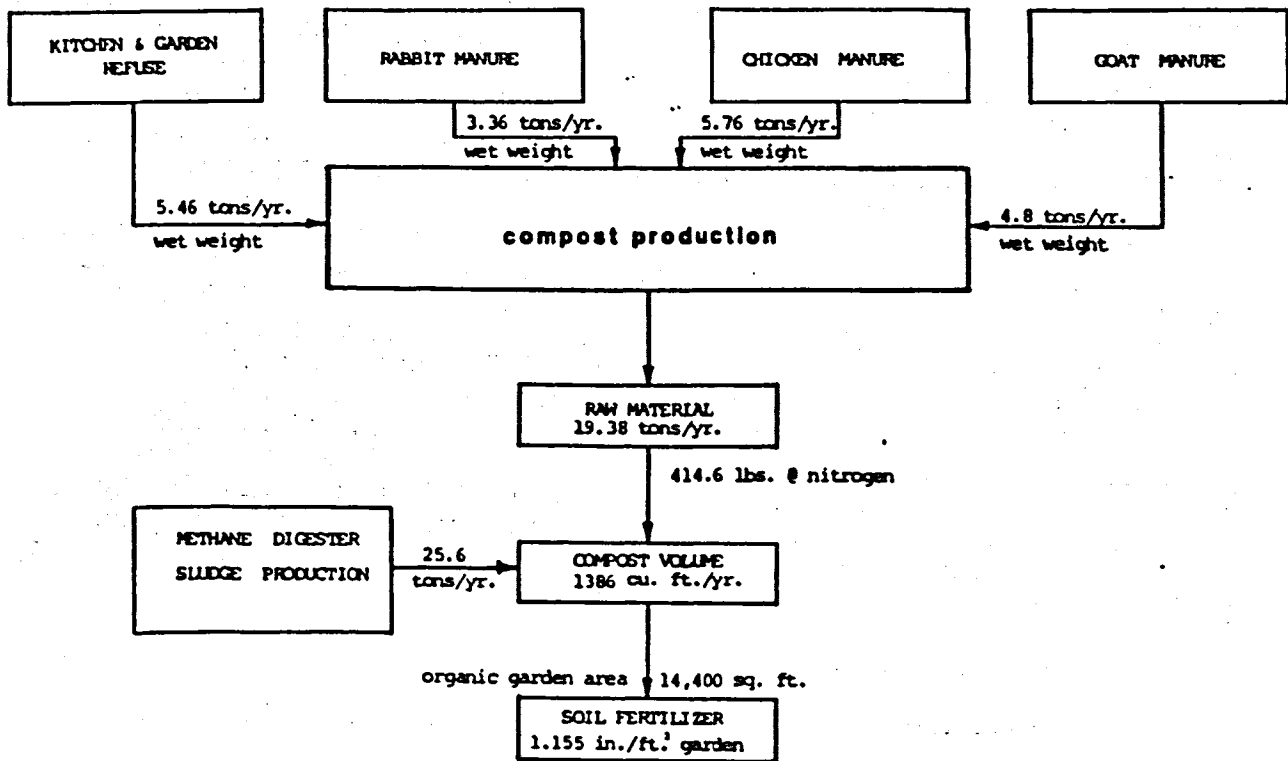 KITCHEN & GARDEN
REFUSE
RABBIT MANURE
CHICKEN MANURE
GOAT MANURE
3.36 tons/yr.
wet weight
5.76 tons/yr.
wet weight
5.46 tons/yr.
wet weight
compost production
4.8 tons/yr.
wet weight
RAW MATERIAL
19.38 tons/yr.
414.6 lbs. @ nitrogen
METHANE DIGESTER
SLUDGE PRODUCTION
25.6
tons/yr.
COMPOST VOLUME
1386 cu. ft./yr.
organic garden area 14,400 sq. ft.
SOIL FERTILIZER
1.155 in./ft.² garden